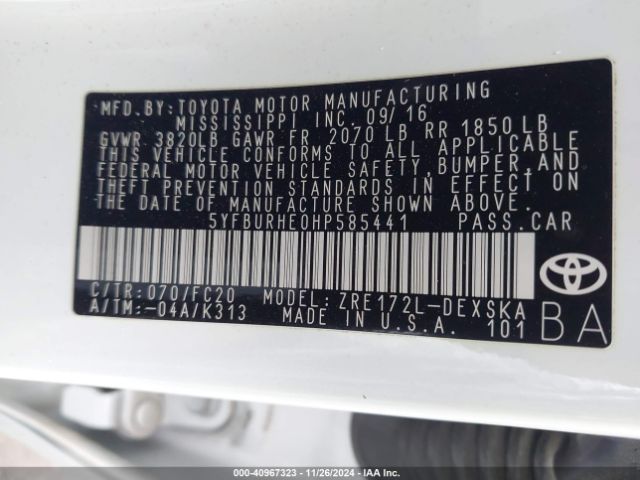 MFD. BY: TOYOTA MOTOR MANUFACTURING
MISSISSIPPI INC. 09/16
GVWR 3820LB GAWR FR 2070 LB RR 1850 LB
THIS VEHICLE CONFORMS TO ALL APPLICABLE
FEDERAL MOTOR VEHICLE SAFETY, BUMPER, AND
THEFT PREVENTION STANDARDS IN EFFECT ON
THE DATE OF MANUFACTURE SHOWN ABOVE.
5YFBURHE0HP585441 PASS. CAR
C/TR: 070/FC20 MODEL: ZRE172L-DEXSKA
A/TM: -04A/K313 MADE IN U.S.A. 101
BA
000-40967323 | 11/26/2024 | IAA Inc.